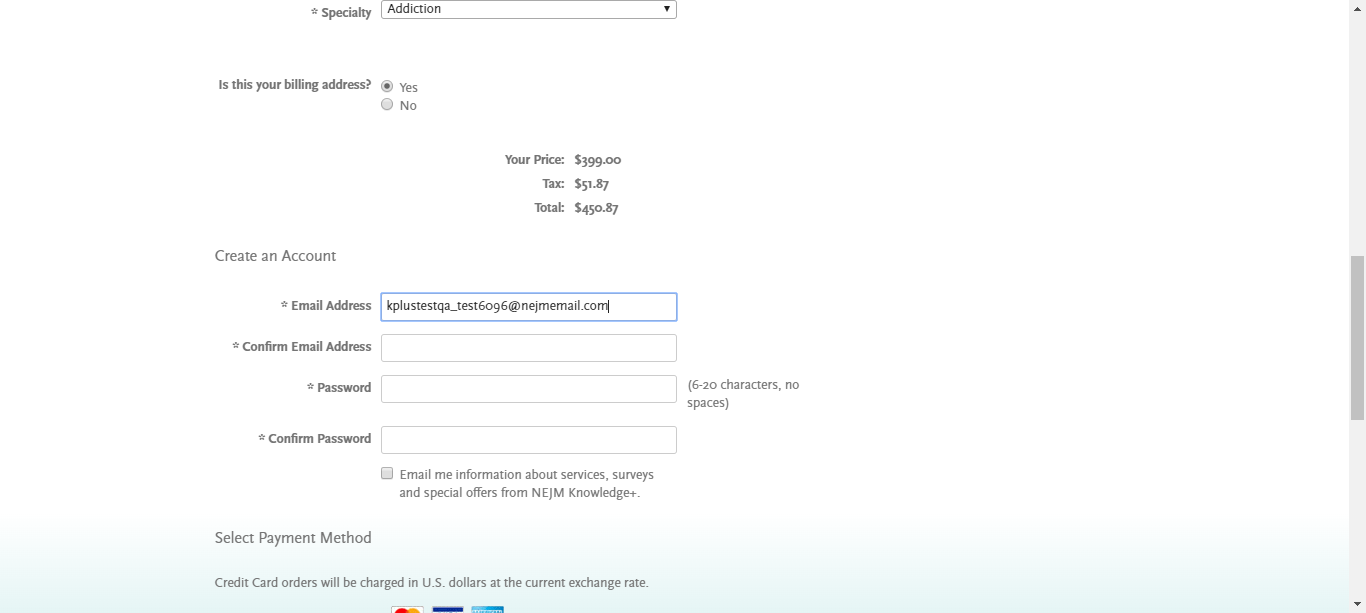 * Specialty Addiction
Is this your billing address? Yes
No
Your Price: $399.00
Tax: $51.87
Total: $450.87
Create an Account
* Email Address kplustestqa_test6096@nejmemail.com
* Confirm Email Address
* Password (6-20 characters, no
spaces)
* Confirm Password
Email me information about services, surveys
and special offers from NEJM Knowledge+.
Select Payment Method
Credit Card orders will be charged in U.S. dollars at the current exchange rate.